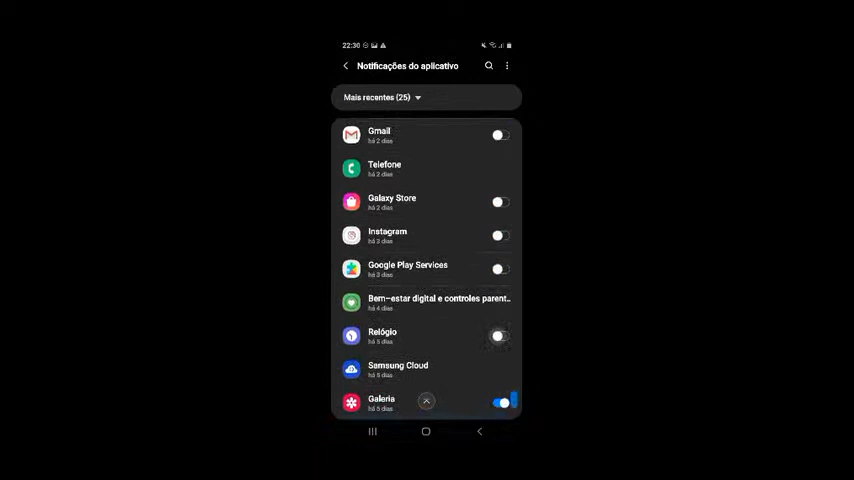 22:30
Notificações do aplicativo
Mais recentes (25)
Gmail
há 2 dias
Telefone
há 2 dias
Galaxy Store
há 2 dias
Instagram
há 3 dias
Google Play Services
há 3 dias
Bem-estar digital e controles parent..
há 4 dias
Relógio
há 5 dias
Samsung Cloud
há 5 dias
Galeria
há 5 dias